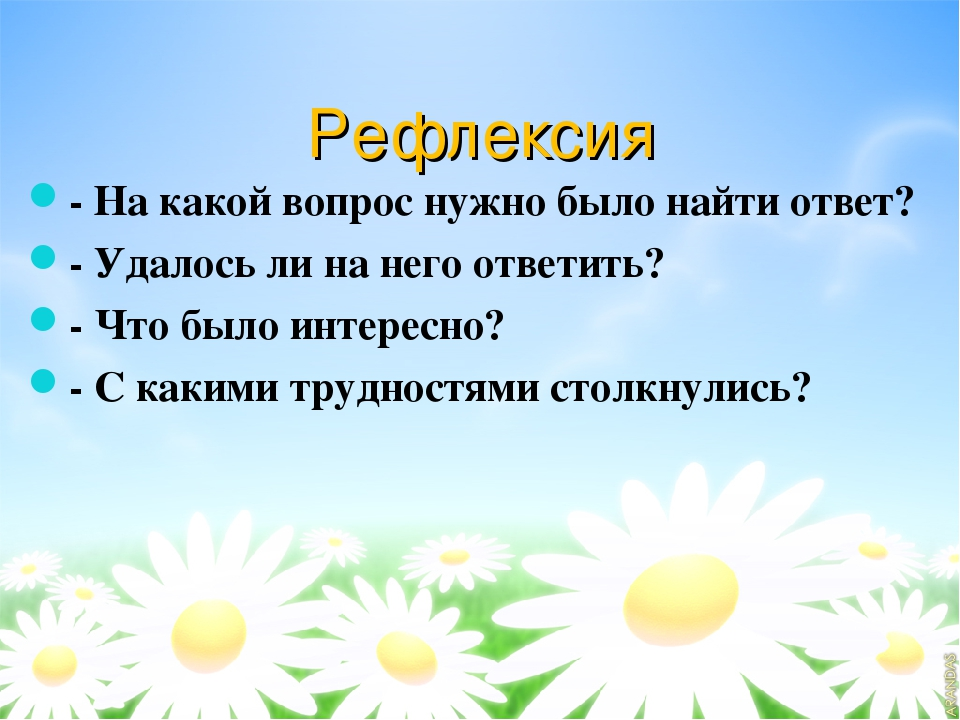 Рефлексия
- На какой вопрос нужно было найти ответ?
- Удалось ли на него ответить?
- Что было интересно?
- С какими трудностями столкнулись?
ARANDAS